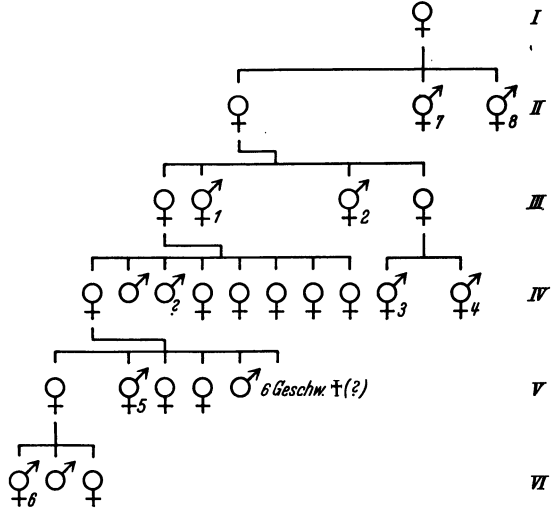 I
7 8 II
1 2 III
? 3 4 IV
5 6 Geschw. ✝(?) V
6 VI